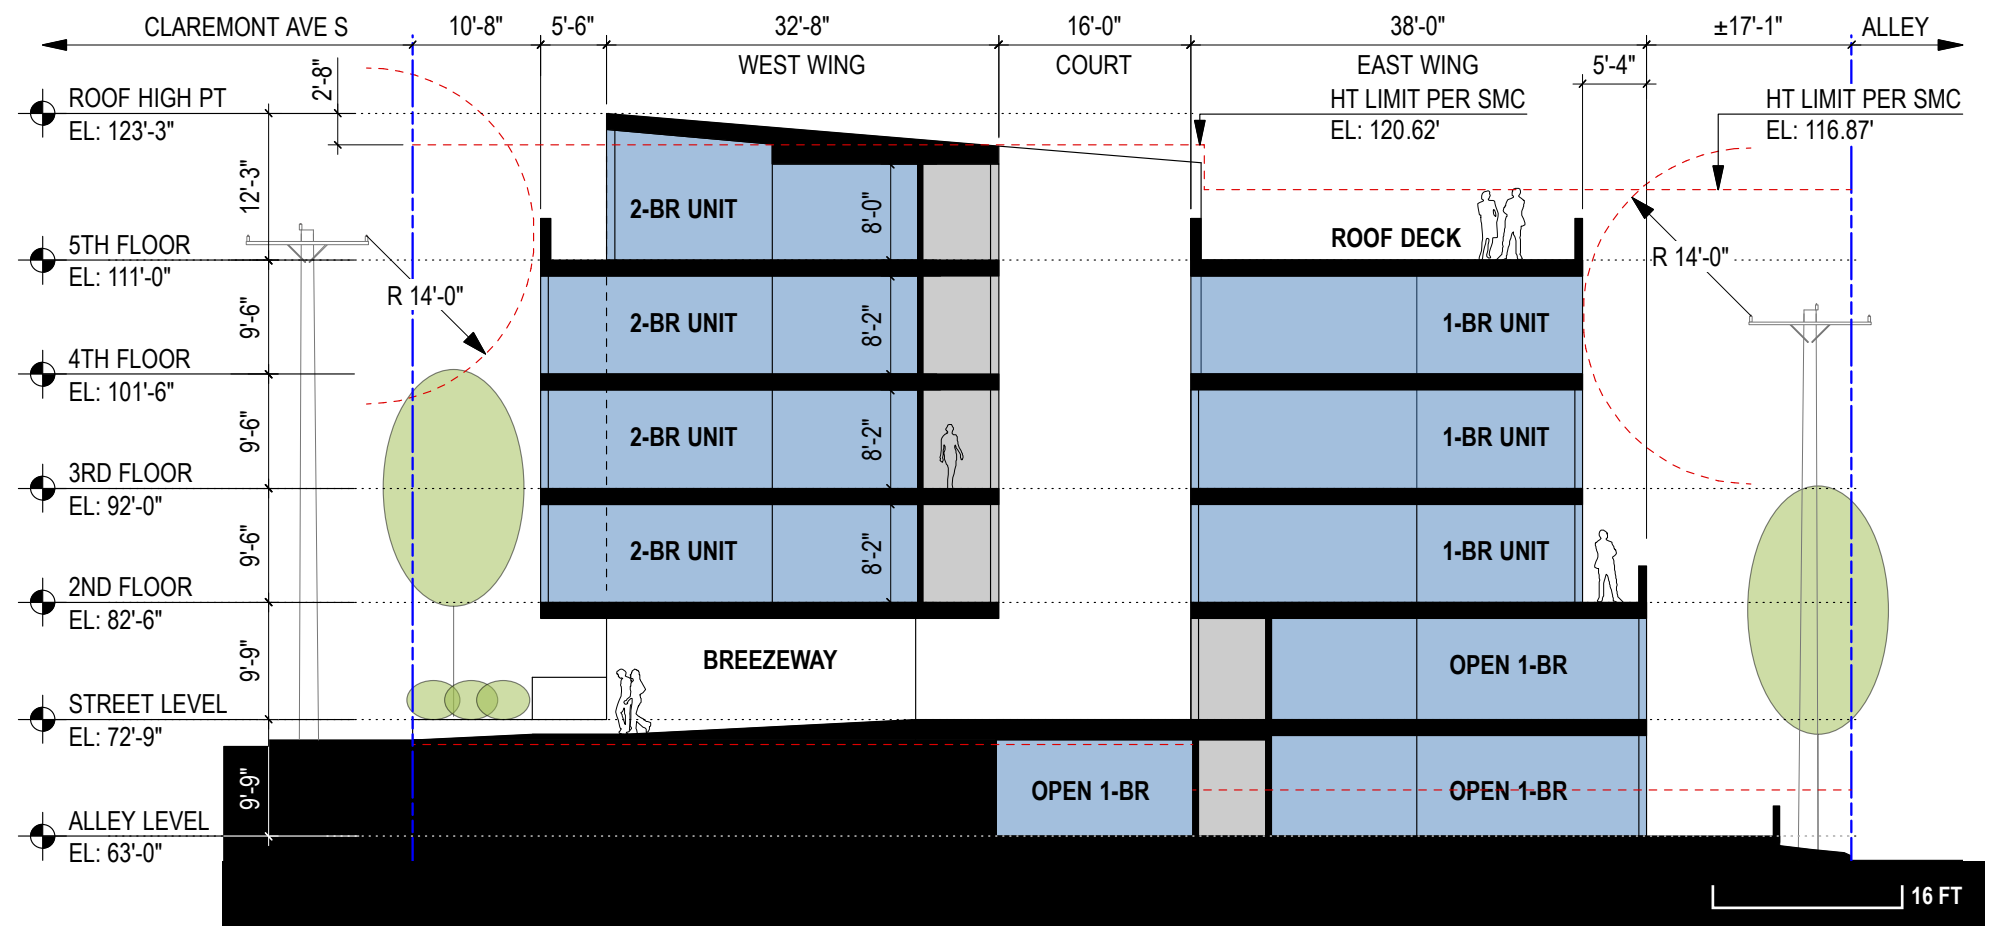 CLAREMONT AVE S
10'-8"
5'-6"
32'-8"
16'-0"
38'-0"
±17'-1"
ALLEY
WEST WING
COURT
EAST WING
5'-4"
2'-8"
ROOF HIGH PT
EL: 123'-3"
HT LIMIT PER SMC
EL: 120.62'
HT LIMIT PER SMC
EL: 116.87'
12'-3"
2-BR UNIT
8'-0"
ROOF DECK
5TH FLOOR
EL: 111'-0"
R 14'-0"
R 14'-0"
9'-6"
2-BR UNIT
8'-2"
1-BR UNIT
4TH FLOOR
EL: 101'-6"
9'-6"
2-BR UNIT
8'-2"
1-BR UNIT
3RD FLOOR
EL: 92'-0"
9'-6"
2-BR UNIT
8'-2"
1-BR UNIT
2ND FLOOR
EL: 82'-6"
9'-9"
BREEZEWAY
OPEN 1-BR
STREET LEVEL
EL: 72'-9"
9'-9"
OPEN 1-BR
OPEN 1-BR
ALLEY LEVEL
EL: 63'-0"
16 FT